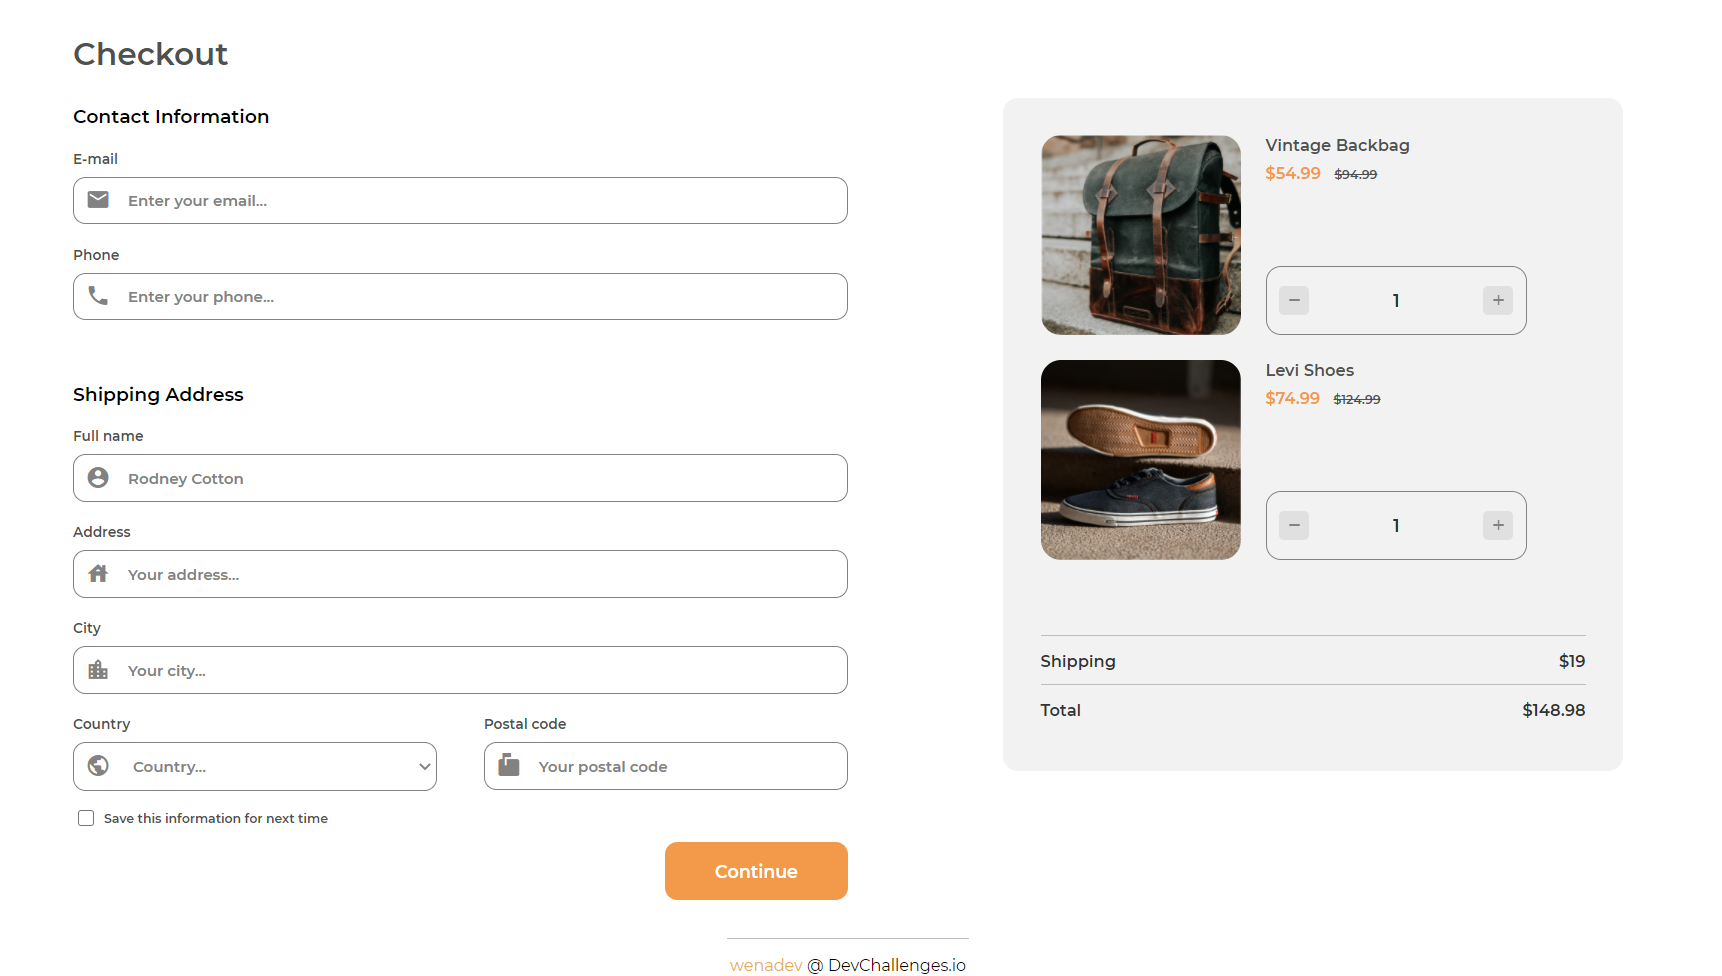 Checkout
Contact Information
E-mail
Enter your email...
Phone
Enter your phone...
Shipping Address
Full name
Rodney Cotton
Address
Your address...
City
Your city...
Country
Postal code
Country...
Your postal code
Save this information for next time
Continue
Vintage Backbag
$54.99 $94.99
− 1 +
Levi Shoes
$74.99 $124.99
− 1 +
Shipping $19
Total $148.98
wenadev @ DevChallenges.io